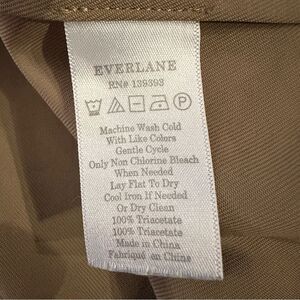 EVERLANE
RN# 139393
Machine Wash Cold
With Like Colors
Gentle Cycle
Only Non Chlorine Bleach
When Needed
Lay Flat To Dry
Cool Iron If Needed
Or Dry Clean
100% Triacetate
100% Triacetate
Made in China
Fabriqué en Chine